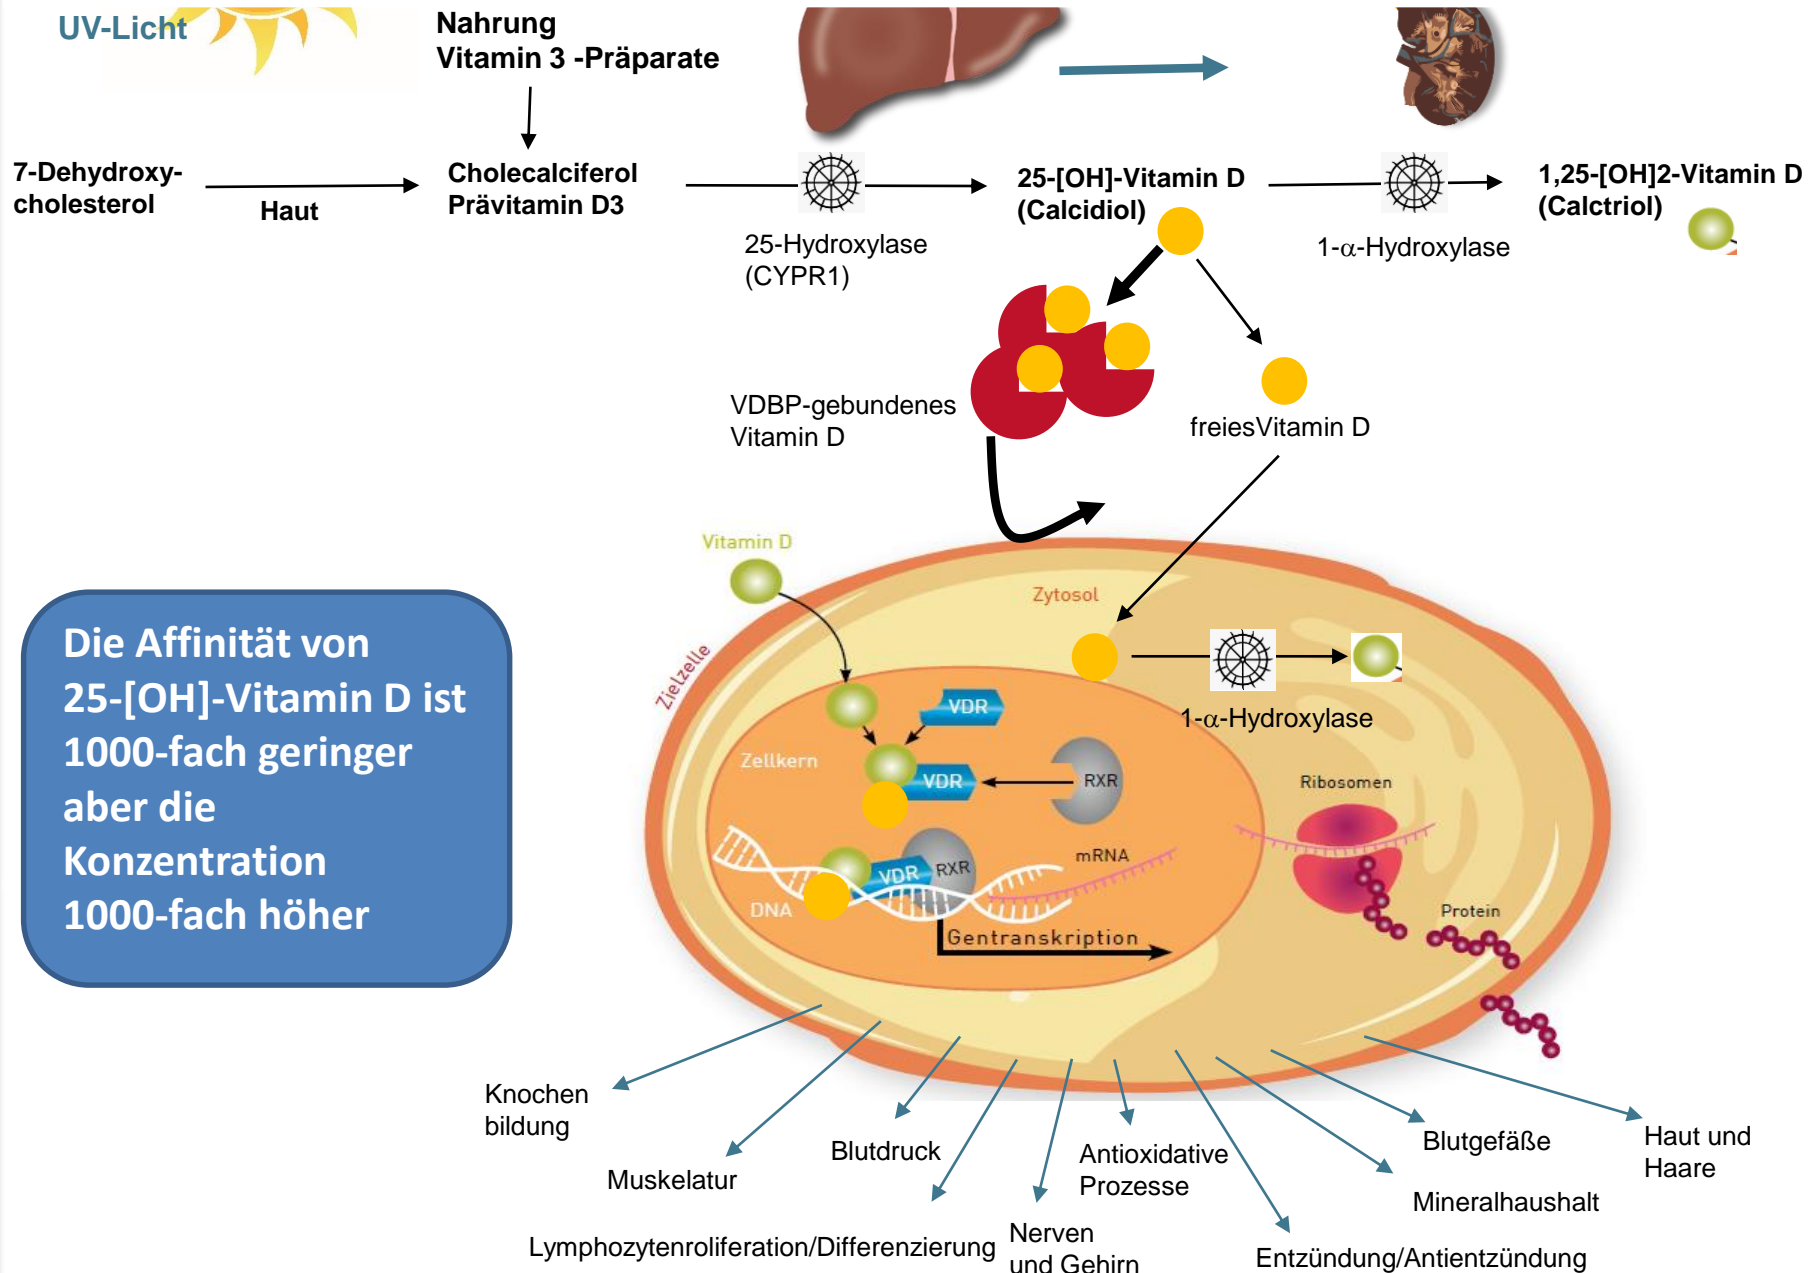 UV-Licht
Nahrung
Vitamin 3 -Präparate
7-Dehydroxy-
cholesterol
Haut
Cholecalciferol
Prävitamin D3
25-Hydroxylase
(CYPR1)
25-[OH]-Vitamin D
(Calcidiol)
1-α-Hydroxylase
1,25-[OH]2-Vitamin D
(Calctriol)
VDBP-gebundenes
Vitamin D
freiesVitamin D
Vitamin D
Zielzelle
Zytosol
1-α-Hydroxylase
Zellkern
VDR
VDR
RXR
VDR
RXR
DNA
mRNA
Gentranskription
Ribosomen
Protein
Die Affinität von
25-[OH]-Vitamin D ist
1000-fach geringer
aber die
Konzentration
1000-fach höher
Knochen
bildung
Muskelatur
Blutdruck
Lymphozytenroliferation/Differenzierung
Nerven
und Gehirn
Antioxidative
Prozesse
Entzündung/Antientzündung
Mineralhaushalt
Blutgefäße
Haut und
Haare